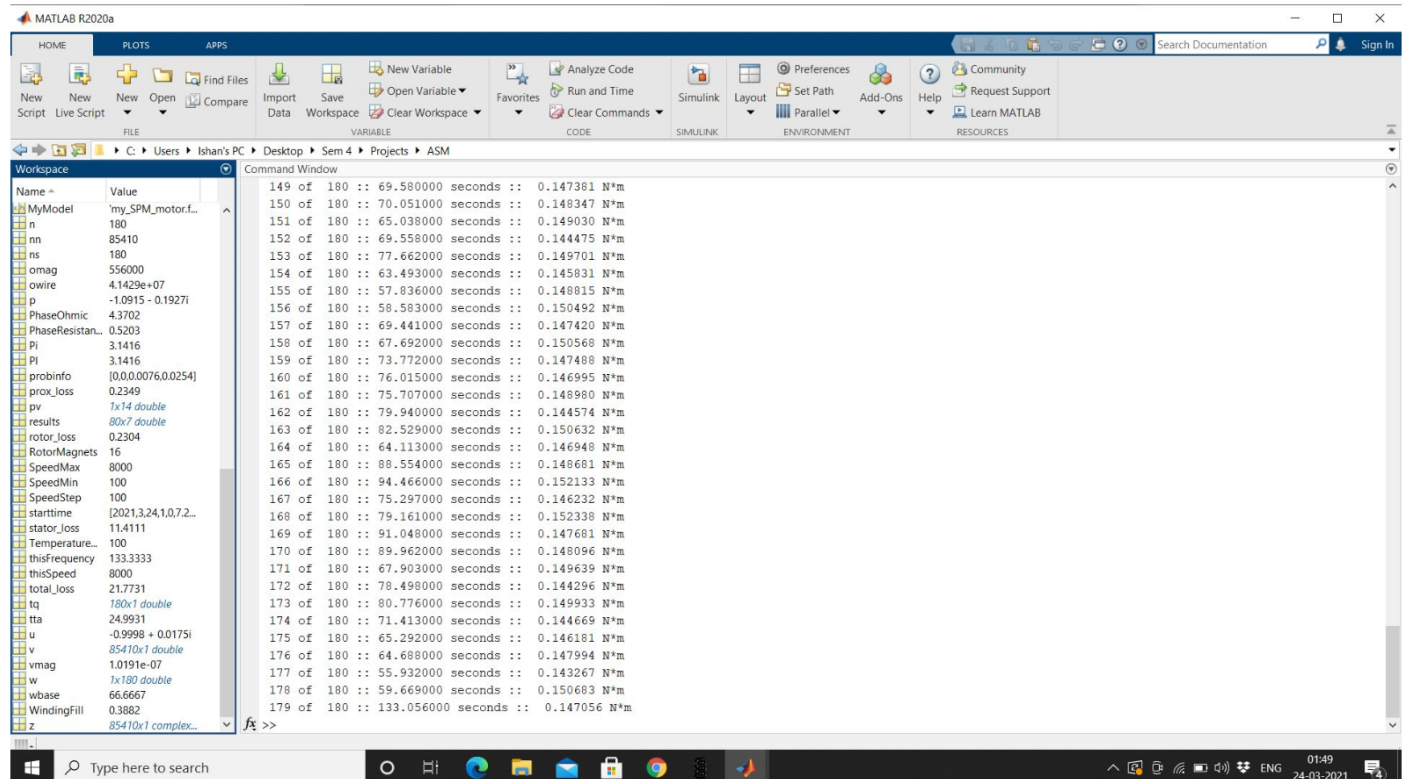 MATLAB R2020a
HOME PLOTS APPS Search Documentation Sign In
New Script
New Live Script
New
Open
Find Files
Compare
Import Data
Save Workspace
New Variable
Open Variable
Clear Workspace
Favorites
Analyze Code
Run and Time
Clear Commands
Simulink
Layout
Preferences
Set Path
Parallel
Add-Ons
Help
Community
Request Support
Learn MATLAB
FILE VARIABLE CODE SIMULINK ENVIRONMENT RESOURCES
C: Users Ishan's PC Desktop Sem 4 Projects ASM
Workspace
Name Value
MyModel 'my_SPM_motor.f...
n 180
nn 85410
ns 180
omag 556000
owire 4.1429e+07
p -1.0915 - 0.1927i
PhaseOhmic 4.3702
PhaseResistan... 0.5203
Pi 3.1416
PI 3.1416
probinfo [0,0,0.0076,0.0254]
prox_loss 0.2349
pv 1x14 double
results 80x7 double
rotor_loss 0.2304
RotorMagnets 16
SpeedMax 8000
SpeedMin 100
SpeedStep 100
starttime [2021,3,24,1,0,7.2...
stator_loss 11.4111
Temperature... 100
thisFrequency 133.3333
thisSpeed 8000
total_loss 21.7731
tq 180x1 double
tta 24.9931
u -0.9998 + 0.0175i
v 85410x1 double
vmag 1.0191e-07
w 1x180 double
wbase 66.6667
WindingFill 0.3882
z 85410x1 complex...
Command Window
149 of 180 :: 69.580000 seconds :: 0.147381 N*m
150 of 180 :: 70.051000 seconds :: 0.148347 N*m
151 of 180 :: 65.038000 seconds :: 0.149030 N*m
152 of 180 :: 69.558000 seconds :: 0.144475 N*m
153 of 180 :: 77.662000 seconds :: 0.149701 N*m
154 of 180 :: 63.493000 seconds :: 0.145831 N*m
155 of 180 :: 57.836000 seconds :: 0.148815 N*m
156 of 180 :: 58.583000 seconds :: 0.150492 N*m
157 of 180 :: 69.441000 seconds :: 0.147420 N*m
158 of 180 :: 67.692000 seconds :: 0.150568 N*m
159 of 180 :: 73.772000 seconds :: 0.147488 N*m
160 of 180 :: 76.015000 seconds :: 0.146995 N*m
161 of 180 :: 75.707000 seconds :: 0.148980 N*m
162 of 180 :: 79.940000 seconds :: 0.144574 N*m
163 of 180 :: 82.529000 seconds :: 0.150632 N*m
164 of 180 :: 64.113000 seconds :: 0.146948 N*m
165 of 180 :: 88.554000 seconds :: 0.148681 N*m
166 of 180 :: 94.466000 seconds :: 0.152133 N*m
167 of 180 :: 75.297000 seconds :: 0.146232 N*m
168 of 180 :: 79.161000 seconds :: 0.152338 N*m
169 of 180 :: 91.048000 seconds :: 0.147681 N*m
170 of 180 :: 89.962000 seconds :: 0.148096 N*m
171 of 180 :: 67.903000 seconds :: 0.149639 N*m
172 of 180 :: 78.498000 seconds :: 0.144296 N*m
173 of 180 :: 80.776000 seconds :: 0.149933 N*m
174 of 180 :: 71.413000 seconds :: 0.144669 N*m
175 of 180 :: 65.292000 seconds :: 0.146181 N*m
176 of 180 :: 64.688000 seconds :: 0.147994 N*m
177 of 180 :: 55.932000 seconds :: 0.143267 N*m
178 of 180 :: 59.669000 seconds :: 0.150683 N*m
179 of 180 :: 133.056000 seconds :: 0.147056 N*m
fx >>
Type here to search
ENG
01:49
24-03-2021